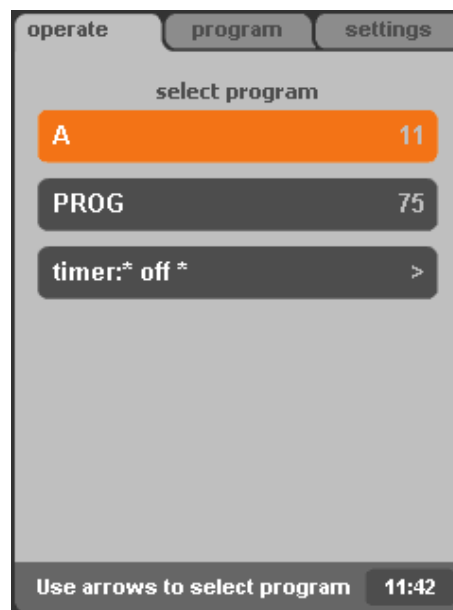 operate program settings
select program
A 11
PROG 75
timer:* off * >
Use arrows to select program 11:42